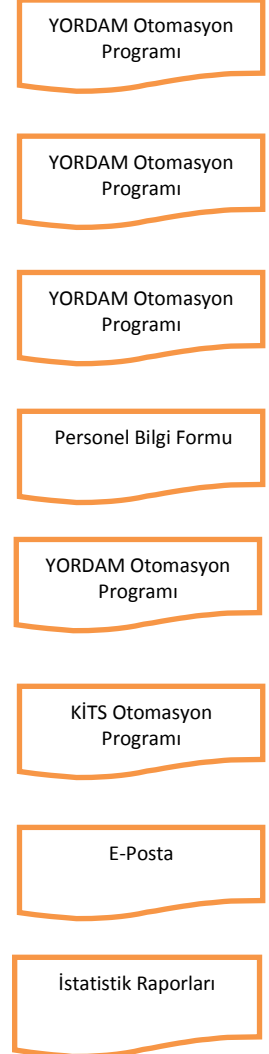 YORDAM Otomasyon
Programı
YORDAM Otomasyon
Programı
YORDAM Otomasyon
Programı
Personel Bilgi Formu
YORDAM Otomasyon
Programı
KİTS Otomasyon
Programı
E-Posta
İstatistik Raporları